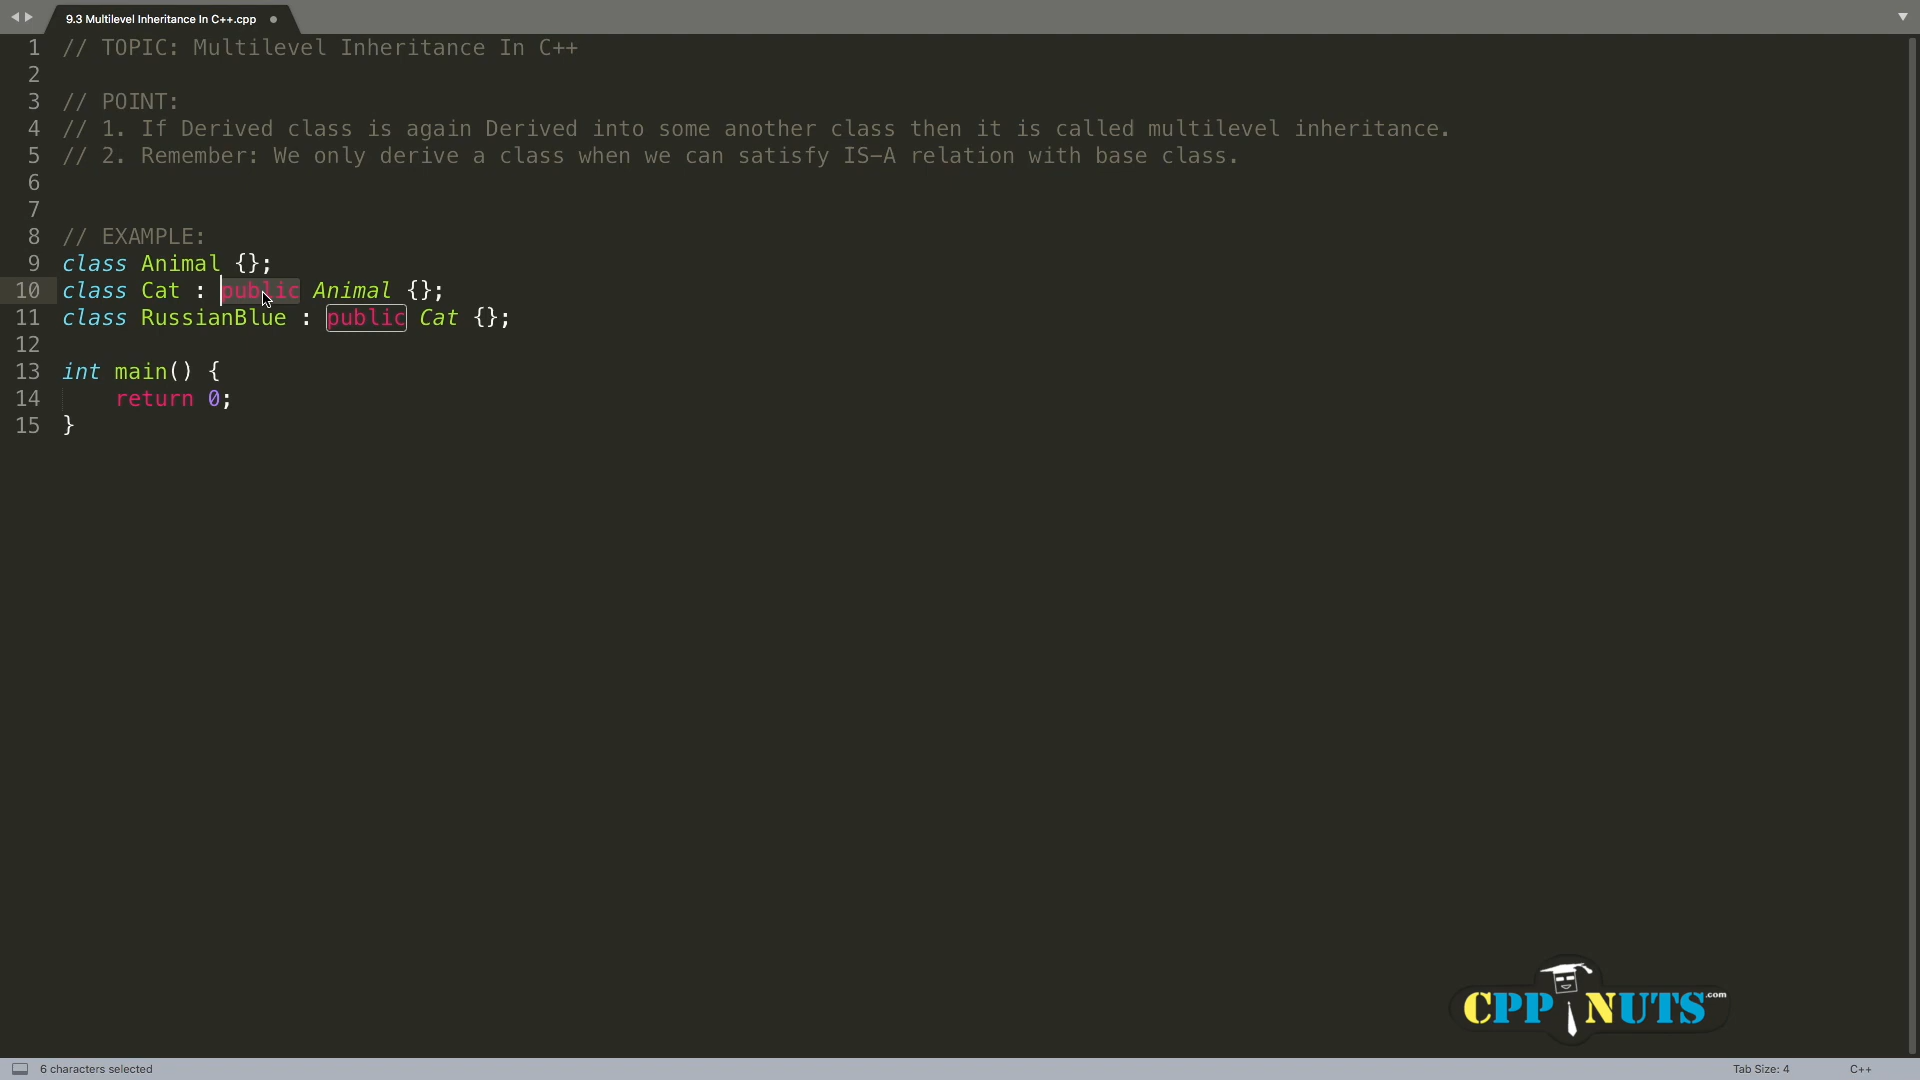 9.3 Multilevel Inheritance In C++.cpp
1 // TOPIC: Multilevel Inheritance In C++
2
3 // POINT:
4 // 1. If Derived class is again Derived into some another class then it is called multilevel inheritance.
5 // 2. Remember: We only derive a class when we can satisfy IS-A relation with base class.
6
7
8 // EXAMPLE:
9 class Animal {};
10 class Cat : public Animal {};
11 class RussianBlue : public Cat {};
12
13 int main() {
14     return 0;
15 }
CPP NUTS .com
6 characters selected
Tab Size: 4
C++